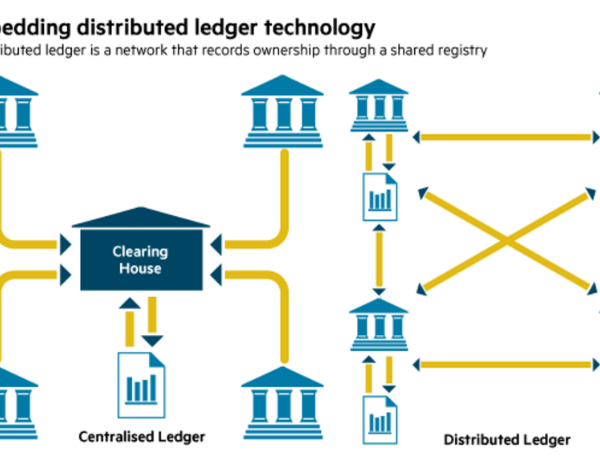 edding distributed ledger technology
ibuted ledger is a network that records ownership through a shared registry
Clearing
House
Centralised Ledger
Distributed Ledger